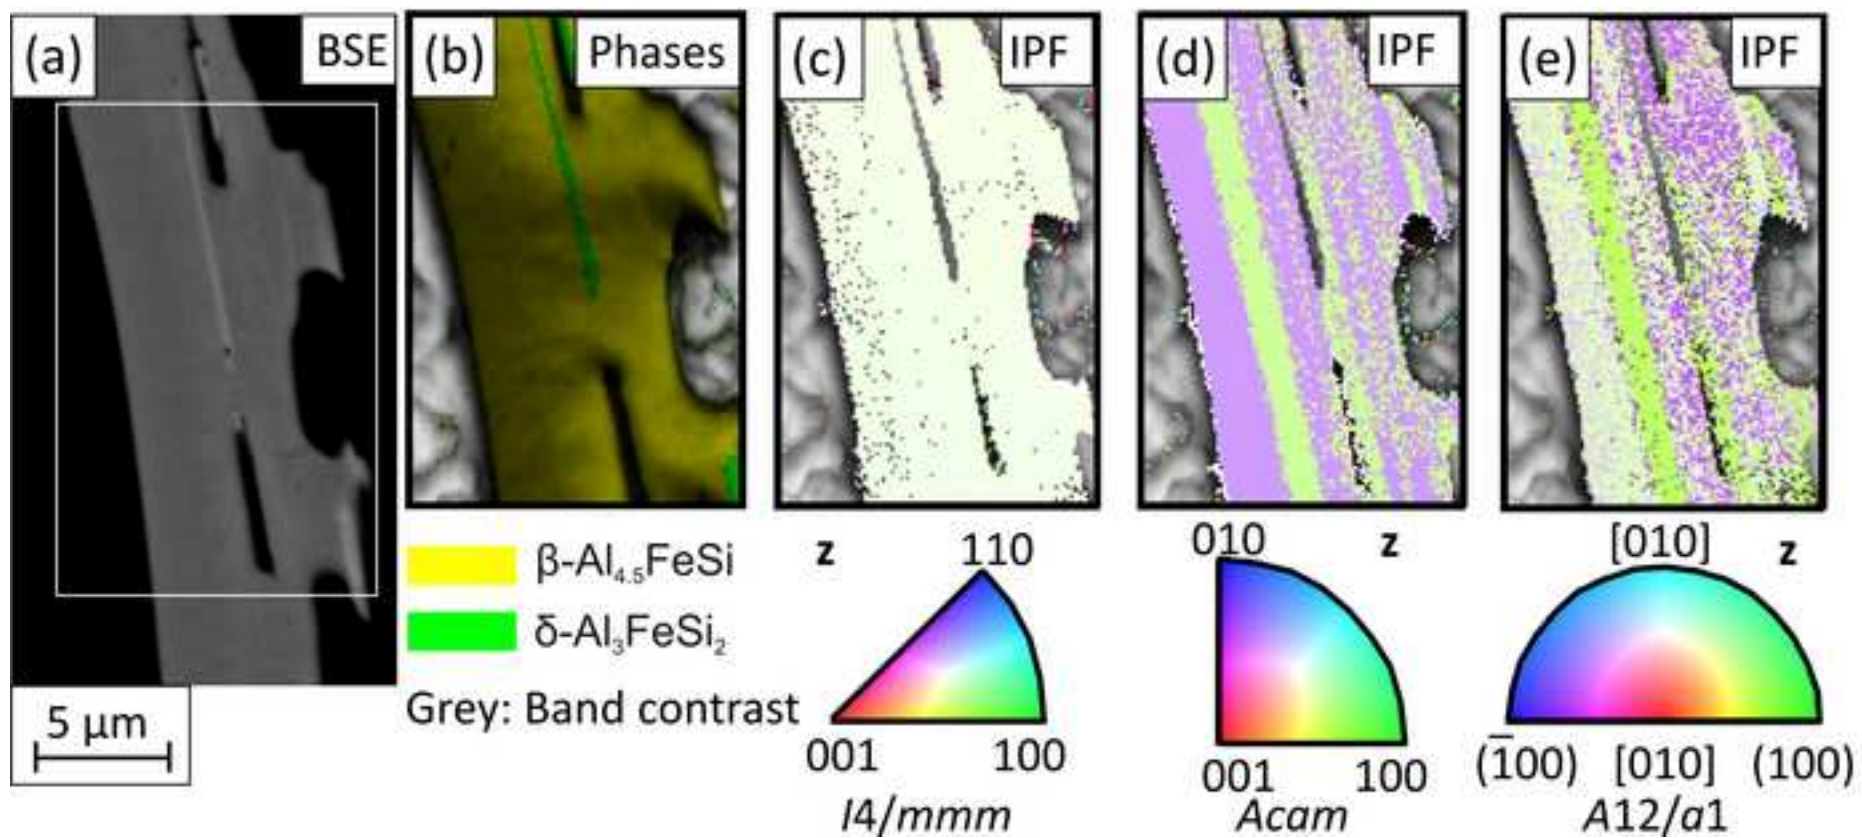 (a) BSE
(b) Phases
(c) IPF
(d) IPF
(e) IPF
5 μm
β-Al4.5FeSi
δ-Al3FeSi2
Grey: Band contrast
z 110
001 100
I4/mmm
010 z
001 100
Acam
[010] z
(1̅00) [010] (100)
A12/a1